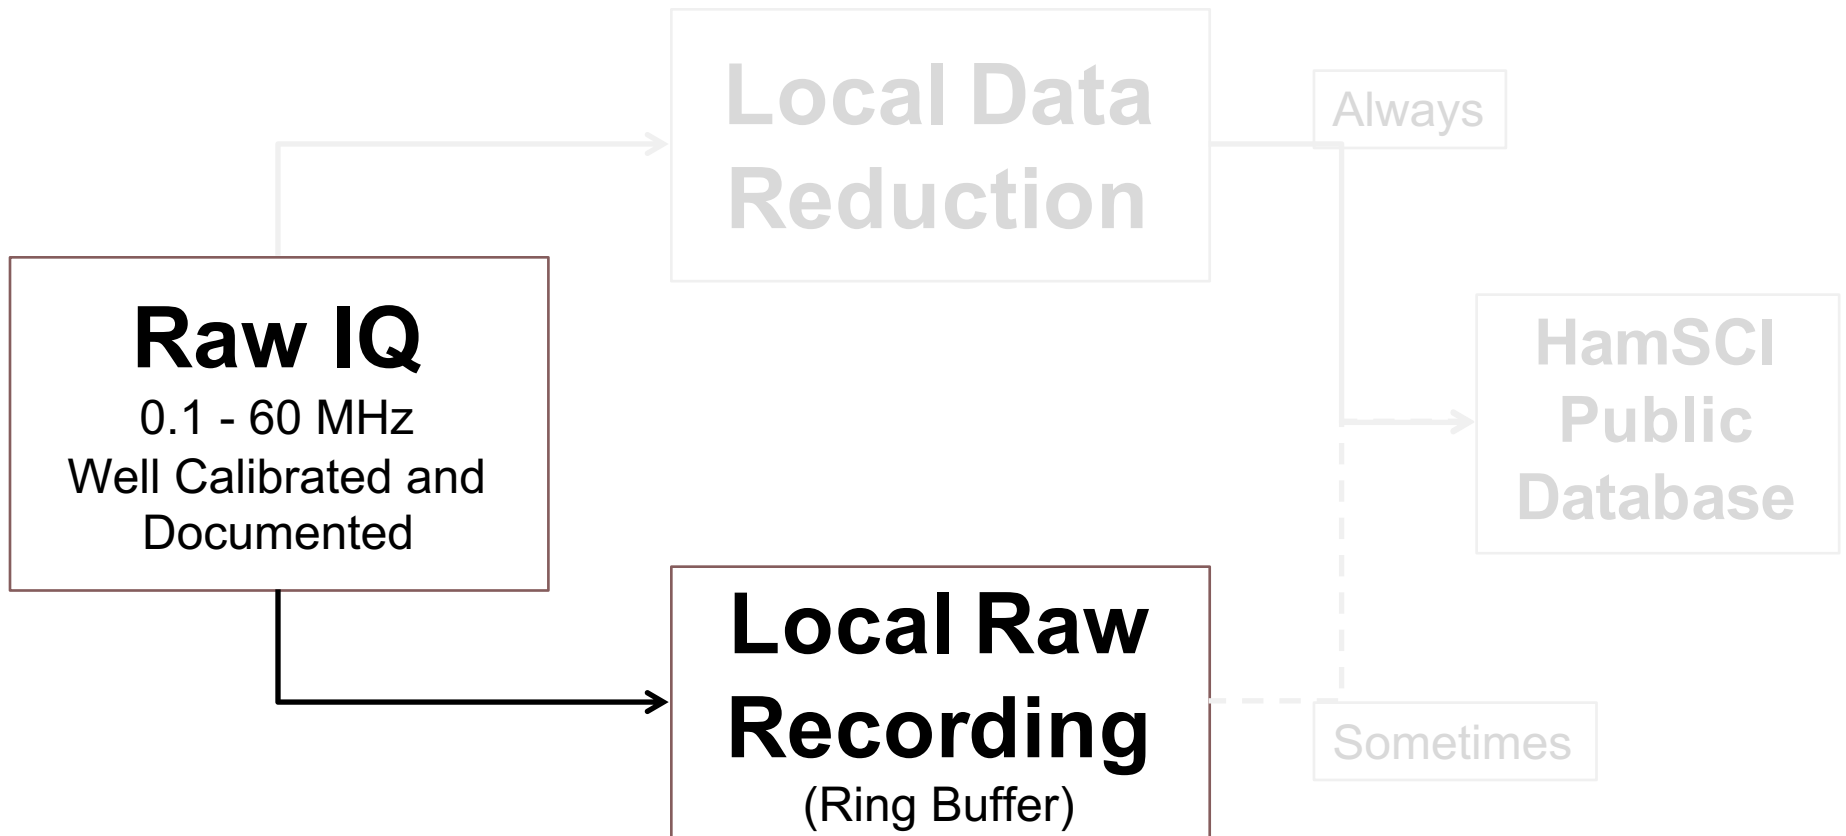 Local Data
Reduction
Always
Raw IQ
0.1 - 60 MHz
Well Calibrated and
Documented
HamSCI
Public
Database
Local Raw
Recording
(Ring Buffer)
Sometimes